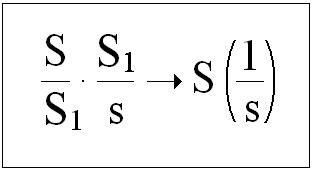 S/S₁ · S₁/s → S (1/s)